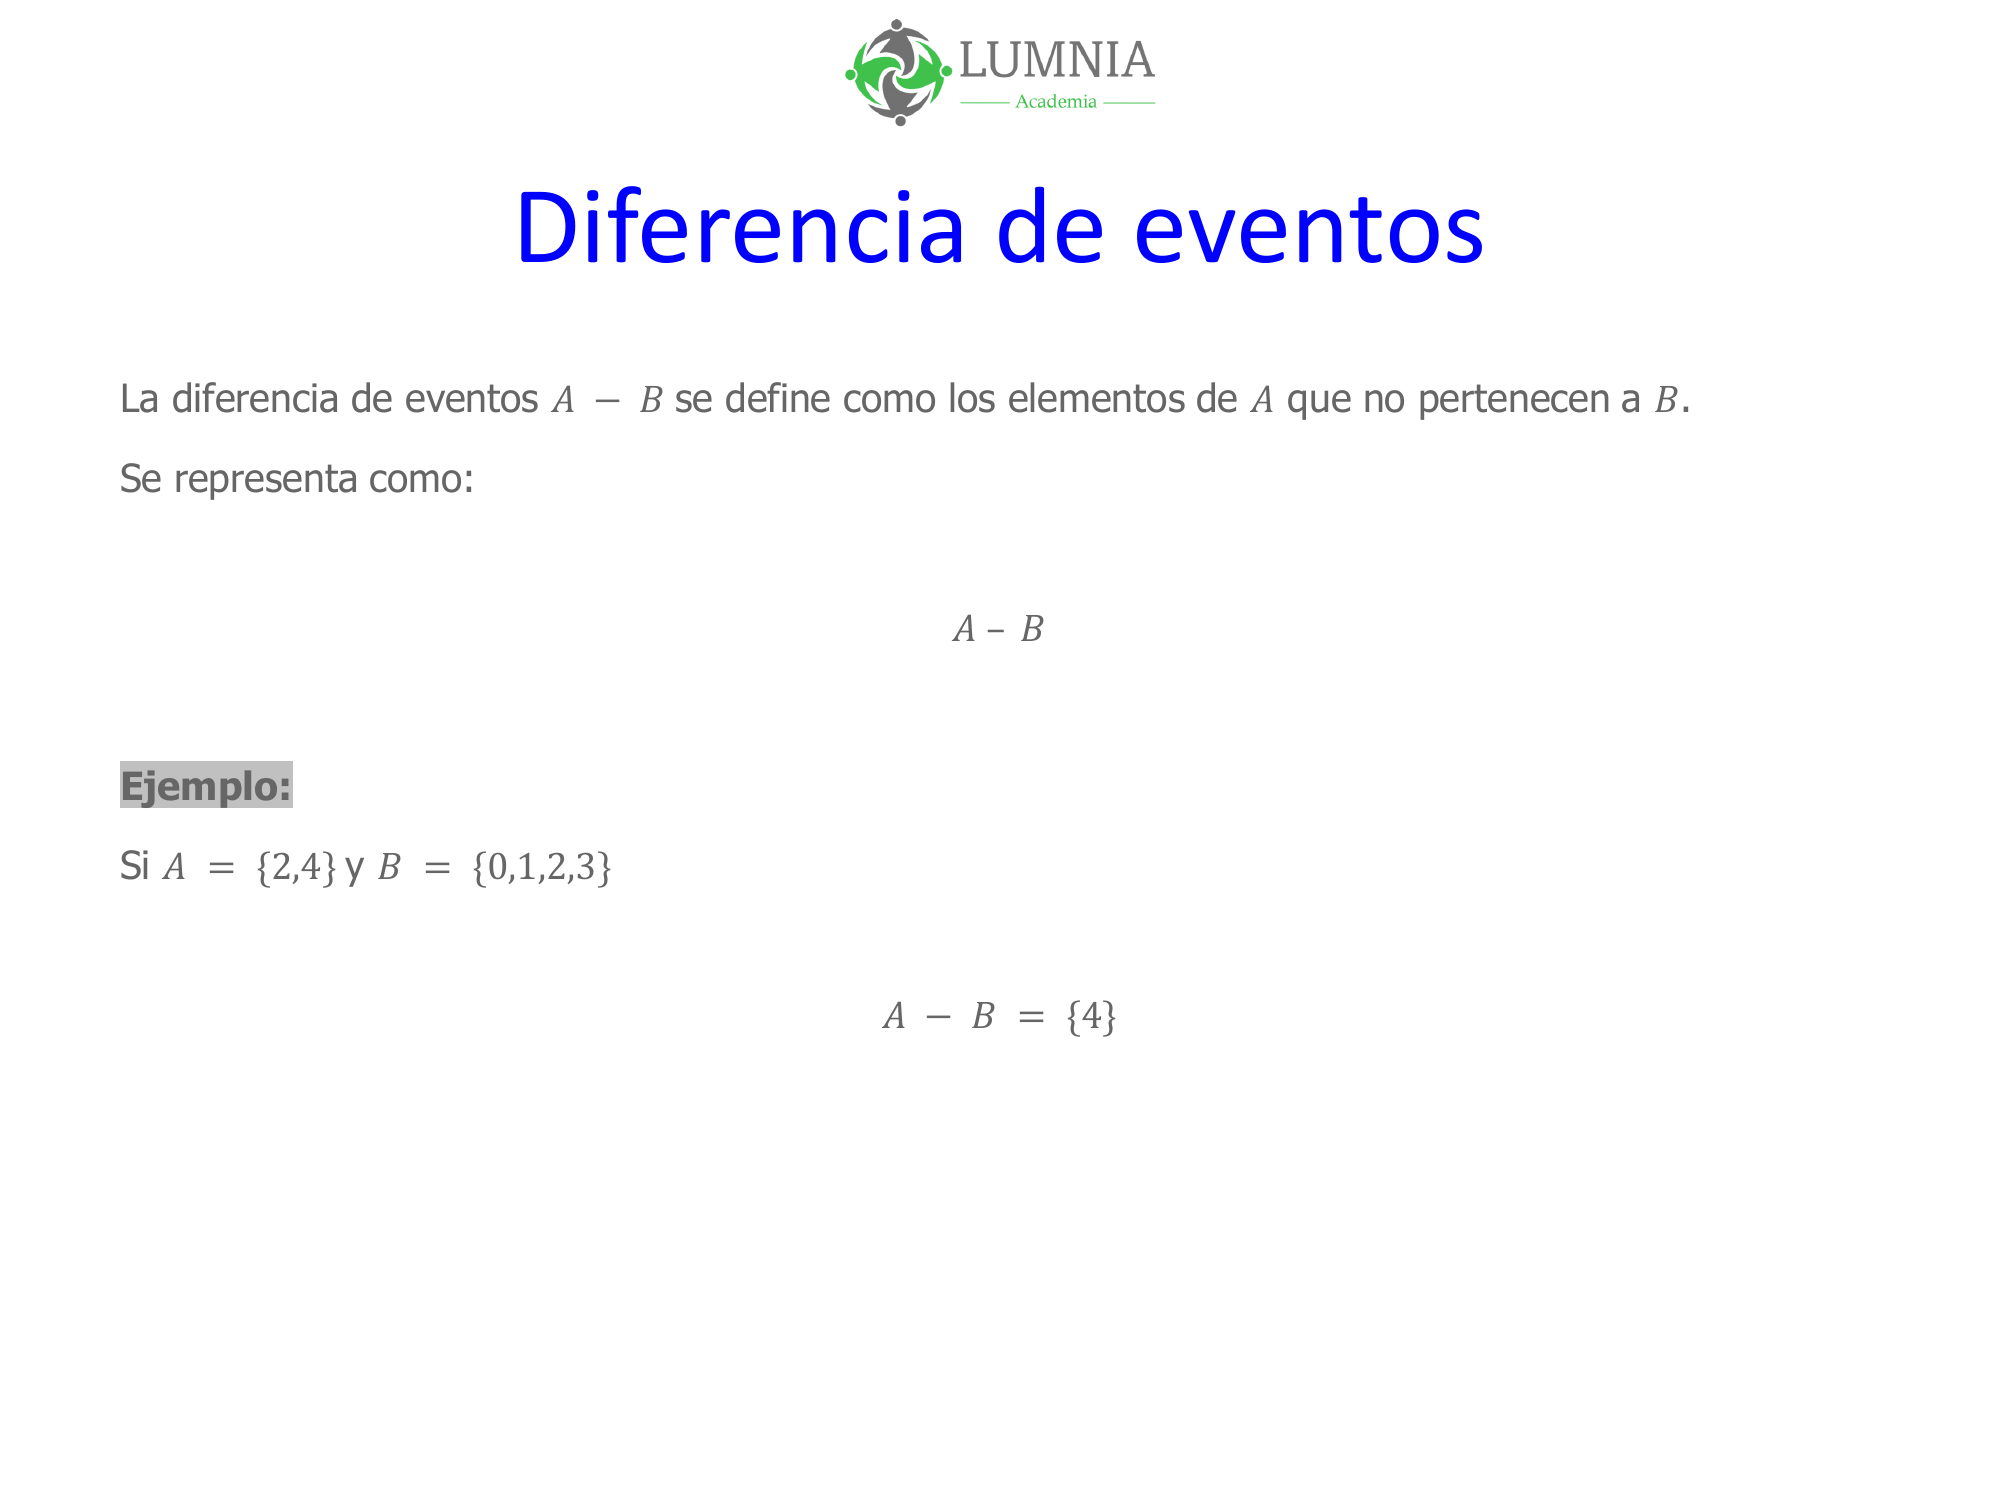 LUMNIA
Academia
Diferencia de eventos
La diferencia de eventos A − B se define como los elementos de A que no pertenecen a B.
Se representa como:
A – B
Ejemplo:
Si A = {2,4} y B = {0,1,2,3}
A − B = {4}